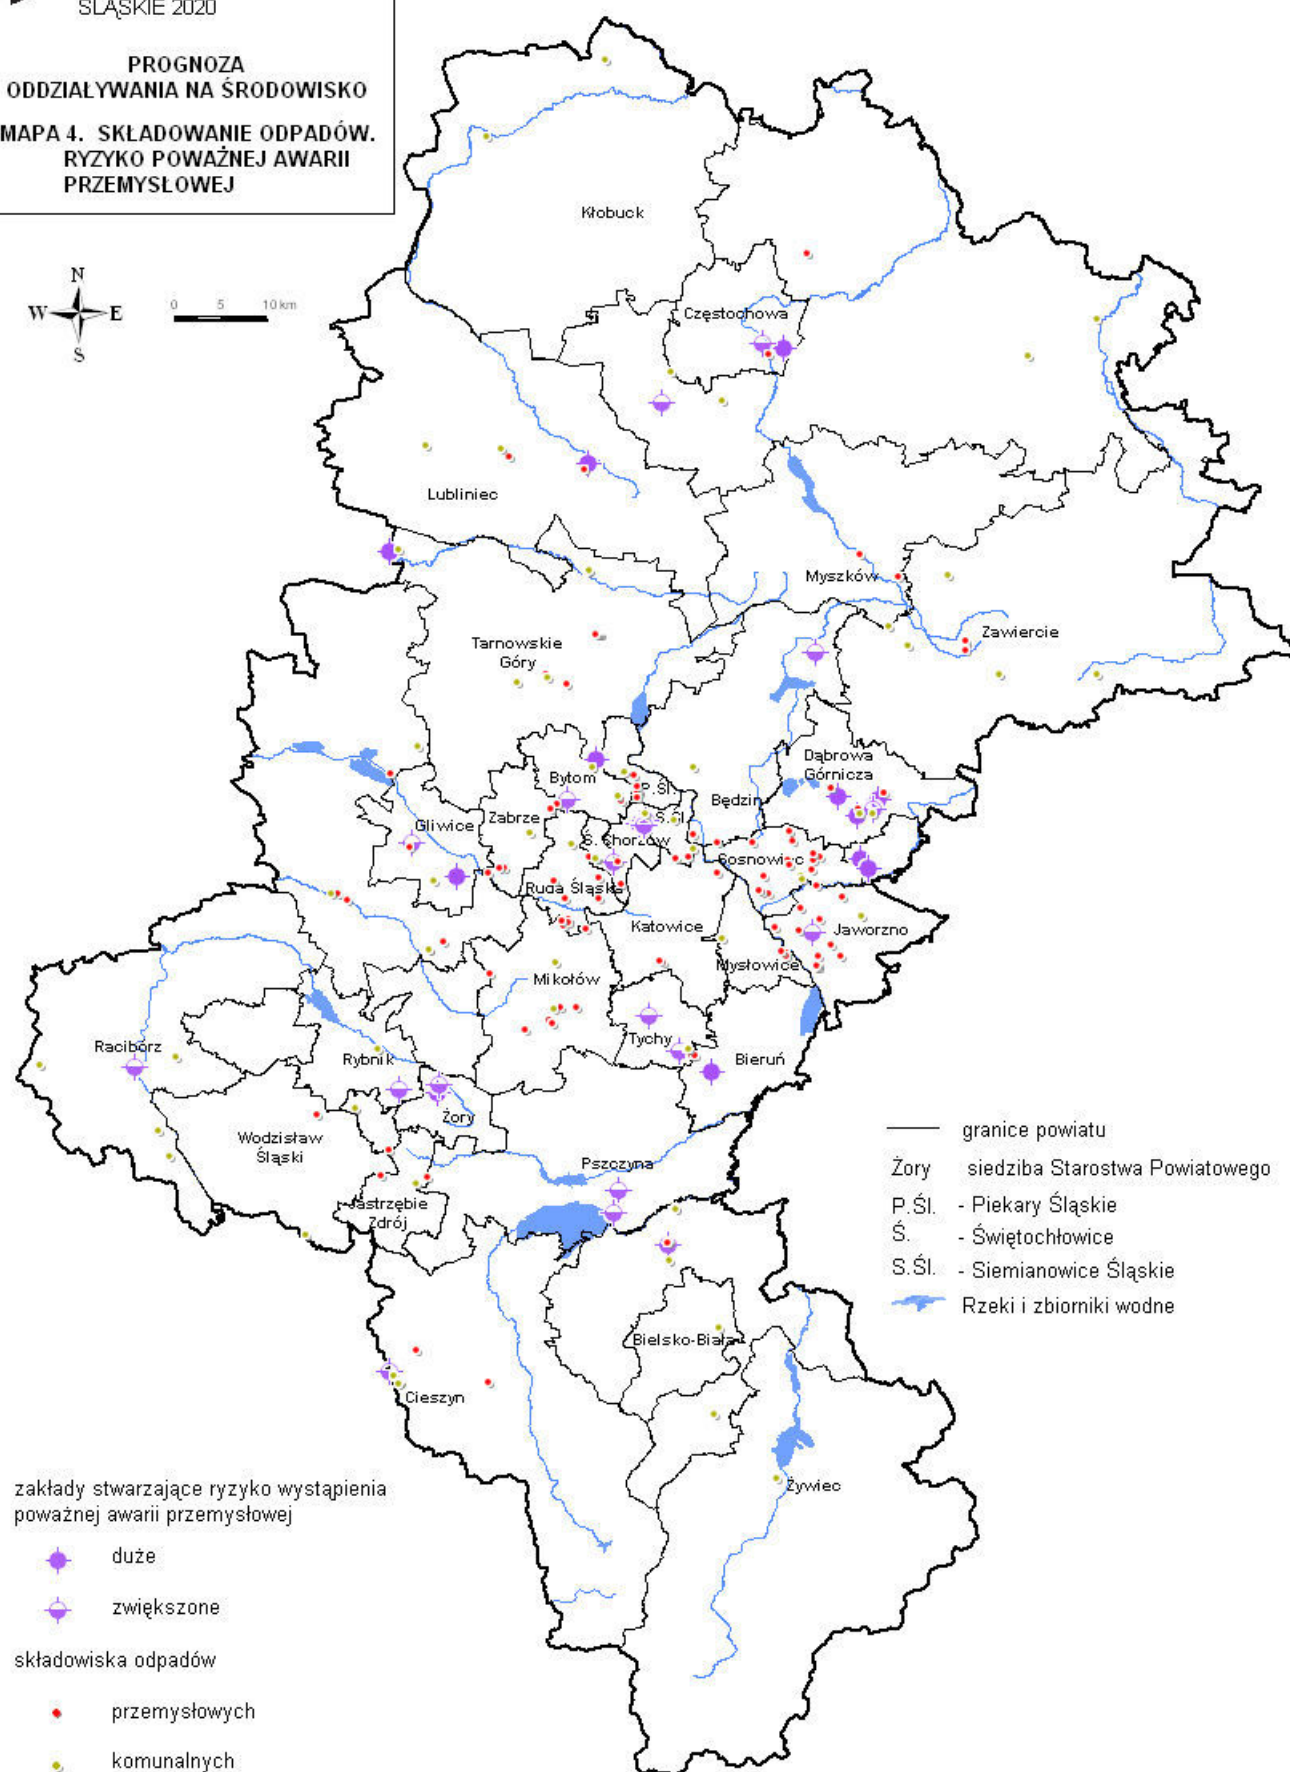 ŚLĄSKIE 2020
PROGNOZA
ODDZIAŁYWANIA NA ŚRODOWISKO
MAPA 4. SKŁADOWANIE ODPADÓW.
RYZYKO POWAŻNEJ AWARII
PRZEMYSŁOWEJ
N
W E
S
0 5 10 km
Kłobuck
Częstochowa
Lubliniec
Myszków
Zawiercie
Tarnowskie
Góry
Dąbrowa
Górnicza
Bytom
P.Śl.
Będzin
Gliwice
Zabrze
S.Śl.
Ś. Chorzów
Sosnowiec
Ruda Śląska
Katowice
Jaworzno
Mysłowice
Mikołów
Tychy
Bieruń
Racibórz
Rybnik
Żory
Wodzisław
Śląski
Pszczyna
Jastrzębie
Zdrój
Bielsko-Biała
Cieszyn
Żywiec
granice powiatu
Żory siedziba Starostwa Powiatowego
P.Śl. - Piekary Śląskie
Ś. - Świętochłowice
S.Śl. - Siemianowice Śląskie
Rzeki i zbiorniki wodne
zakłady stwarzające ryzyko wystąpienia
poważnej awarii przemysłowej
duże
zwiększone
składowiska odpadów
przemysłowych
komunalnych